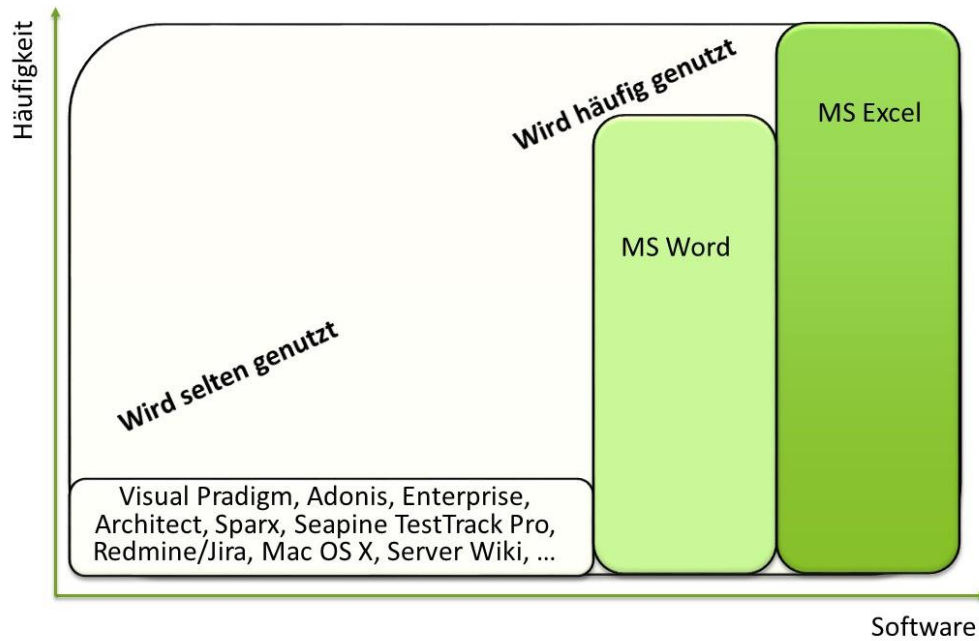 Häufigkeit
Wird häufig genutzt
MS Excel
MS Word
Wird selten genutzt
Visual Pradigm, Adonis, Enterprise,
Architect, Sparx, Seapine TestTrack Pro,
Redmine/Jira, Mac OS X, Server Wiki, ...
Software